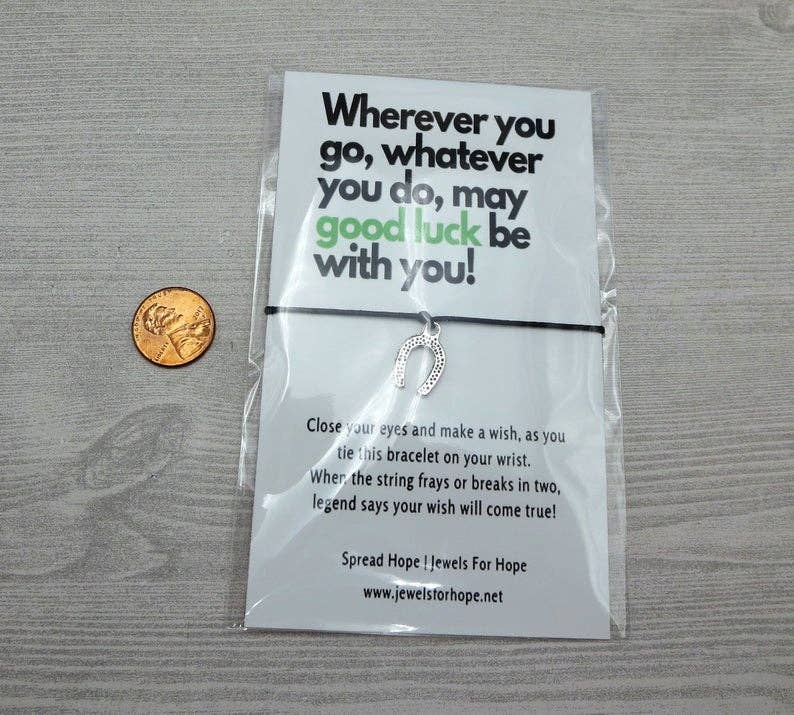 Wherever you
go, whatever
you do, may
good luck be
with you!
Close your eyes and make a wish, as you
tie this bracelet on your wrist.
When the string frays or breaks in two,
legend says your wish will come true!
Spread Hope | Jewels For Hope
www.jewelsforhope.net
LIBERTY